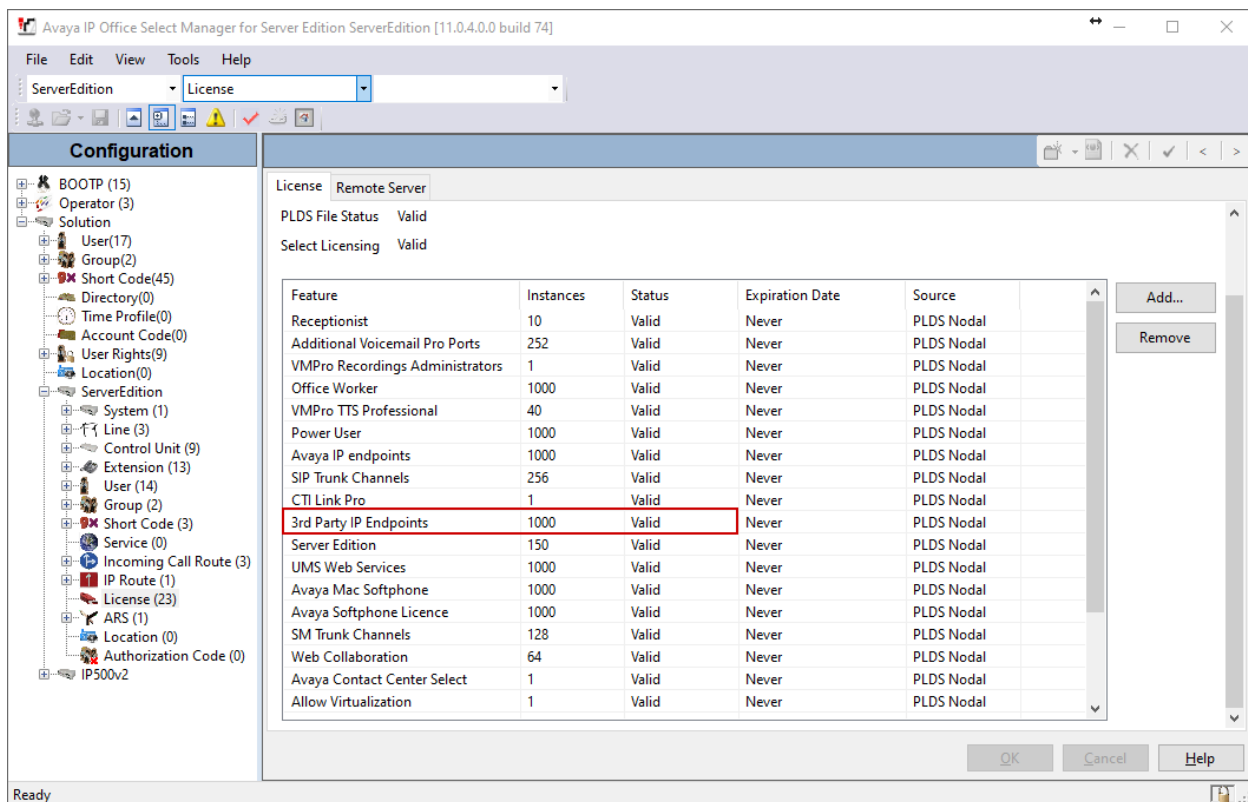 Avaya IP Office Select Manager for Server Edition ServerEdition [11.0.4.0.0 build 74]
File Edit View Tools Help
ServerEdition License
Configuration
BOOTP (15)
Operator (3)
Solution
User(17)
Group(2)
Short Code(45)
Directory(0)
Time Profile(0)
Account Code(0)
User Rights(9)
Location(0)
ServerEdition
System (1)
Line (3)
Control Unit (9)
Extension (13)
User (14)
Group (2)
Short Code (3)
Service (0)
Incoming Call Route (3)
IP Route (1)
License (23)
ARS (1)
Location (0)
Authorization Code (0)
IP500v2
License Remote Server
PLDS File Status Valid
Select Licensing Valid
Feature Instances Status Expiration Date Source
Receptionist 10 Valid Never PLDS Nodal
Additional Voicemail Pro Ports 252 Valid Never PLDS Nodal
VMPro Recordings Administrators 1 Valid Never PLDS Nodal
Office Worker 1000 Valid Never PLDS Nodal
VMPro TTS Professional 40 Valid Never PLDS Nodal
Power User 1000 Valid Never PLDS Nodal
Avaya IP endpoints 1000 Valid Never PLDS Nodal
SIP Trunk Channels 256 Valid Never PLDS Nodal
CTI Link Pro 1 Valid Never PLDS Nodal
3rd Party IP Endpoints 1000 Valid Never PLDS Nodal
Server Edition 150 Valid Never PLDS Nodal
UMS Web Services 1000 Valid Never PLDS Nodal
Avaya Mac Softphone 1000 Valid Never PLDS Nodal
Avaya Softphone Licence 1000 Valid Never PLDS Nodal
SM Trunk Channels 128 Valid Never PLDS Nodal
Web Collaboration 64 Valid Never PLDS Nodal
Avaya Contact Center Select 1 Valid Never PLDS Nodal
Allow Virtualization 1 Valid Never PLDS Nodal
Add...
Remove
OK Cancel Help
Ready